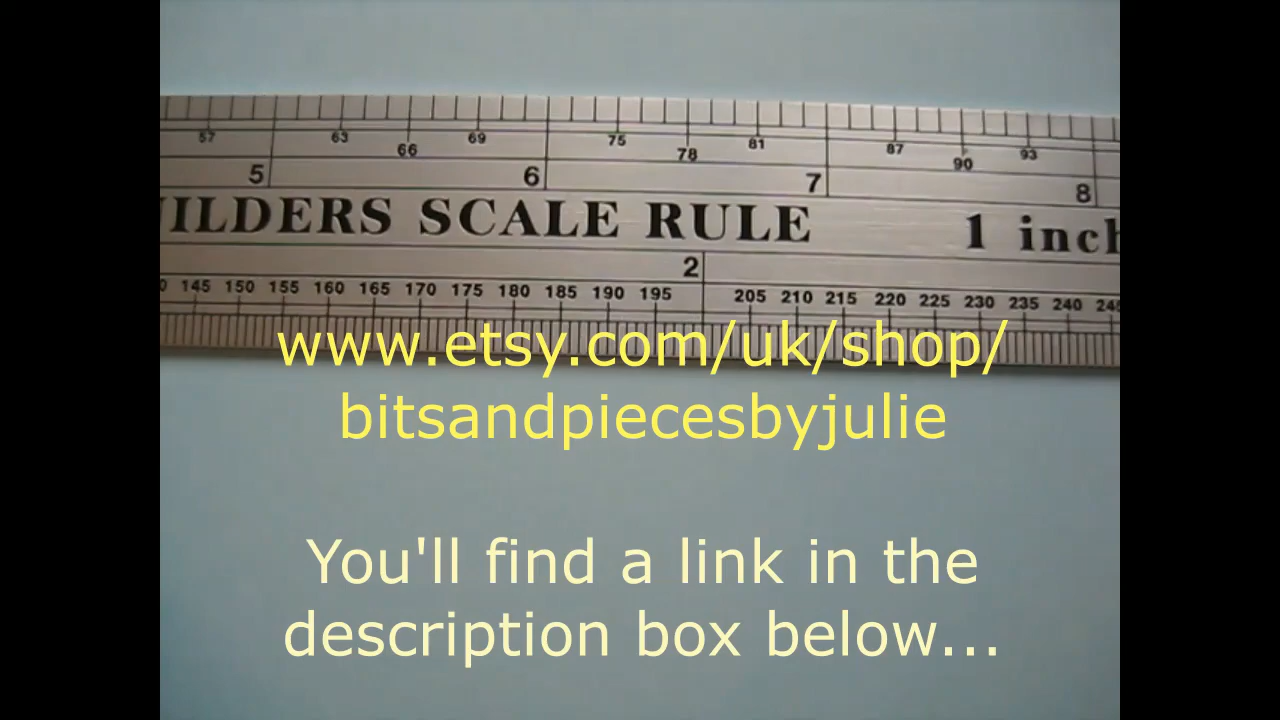 57 63 66 69 75 78 81 87 90 93
5 6 7 8
ILDERS SCALE RULE 1 inch
2
145 150 155 160 165 170 175 180 185 190 195 205 210 215 220 225 230 235 240
www.etsy.com/uk/shop/
bitsandpiecesbyjulie
You'll find a link in the
description box below...